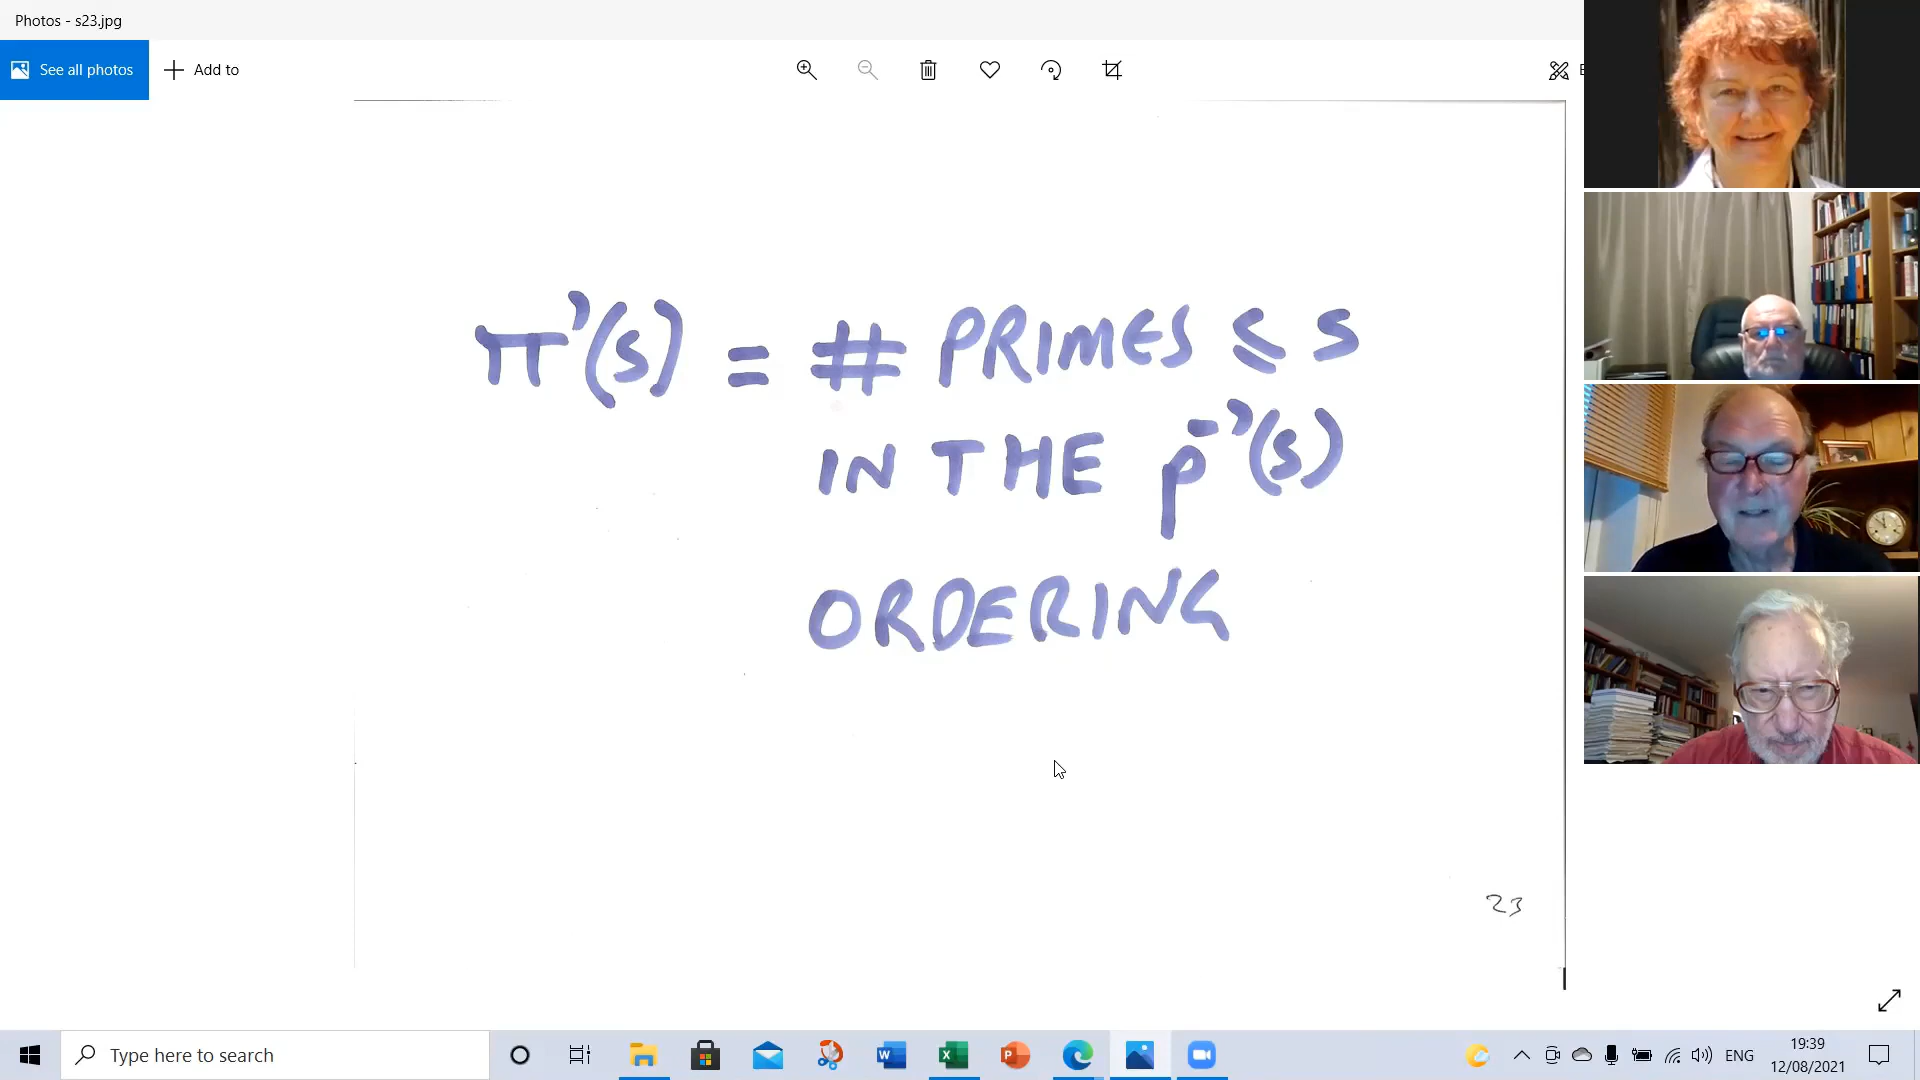 Photos - s23.jpg
See all photos
Add to
π'(s) = # PRIMES ≤ s
IN THE p̄'(s)
ORDERING
23
Type here to search
ENG
19:39
12/08/2021